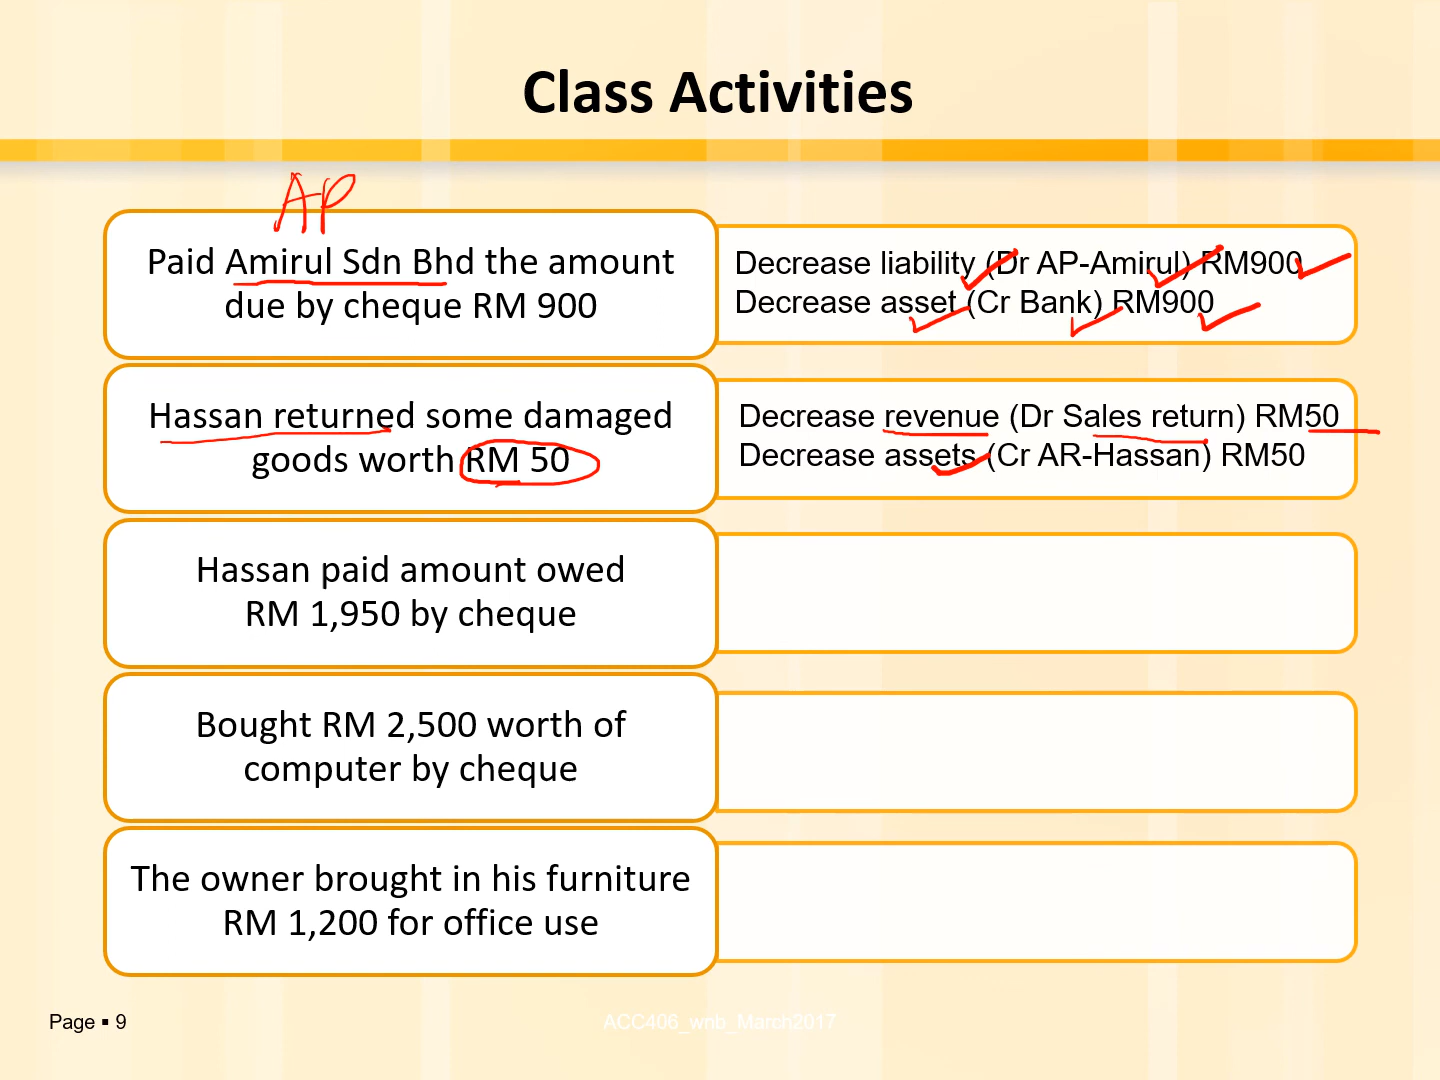 Class Activities
AP
Paid Amirul Sdn Bhd the amount
due by cheque RM 900
Decrease liability (Dr AP-Amirul) RM900
Decrease asset (Cr Bank) RM900
Hassan returned some damaged
goods worth RM 50
Decrease revenue (Dr Sales return) RM50
Decrease assets (Cr AR-Hassan) RM50
Hassan paid amount owed
RM 1,950 by cheque
Bought RM 2,500 worth of
computer by cheque
The owner brought in his furniture
RM 1,200 for office use
Page ▪ 9
ACC406_wnb_March2017